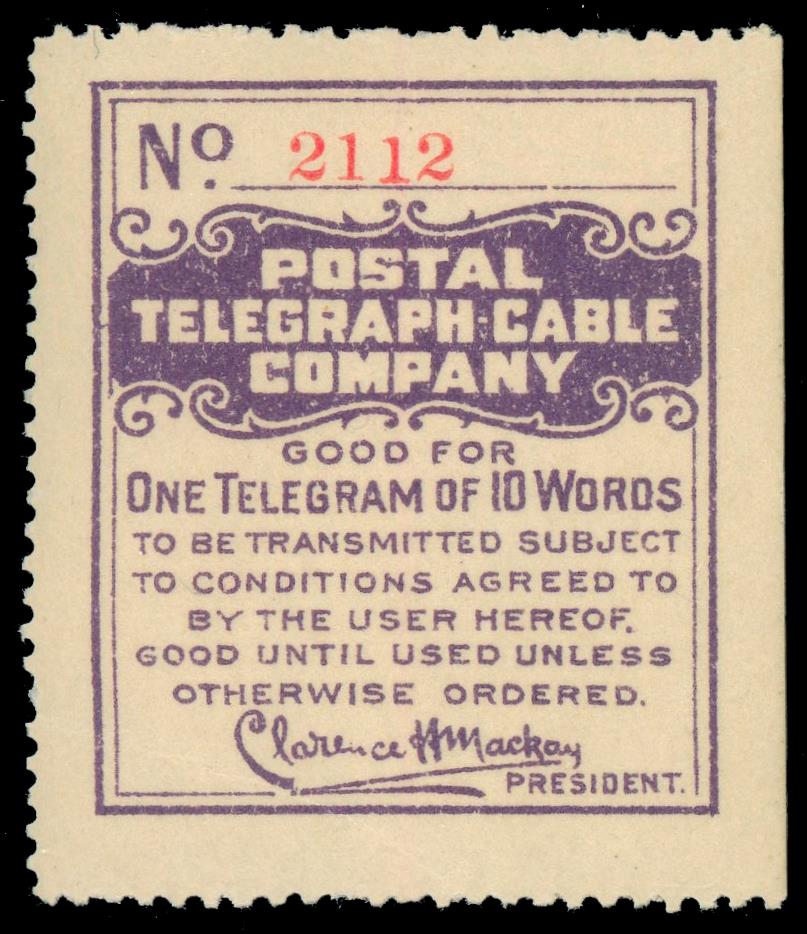 No. 2112
POSTAL
TELEGRAPH-CABLE
COMPANY
GOOD FOR
ONE TELEGRAM OF 10 WORDS
TO BE TRANSMITTED SUBJECT
TO CONDITIONS AGREED TO
BY THE USER HEREOF.
GOOD UNTIL USED UNLESS
OTHERWISE ORDERED.
Clarence H Mackay
PRESIDENT.